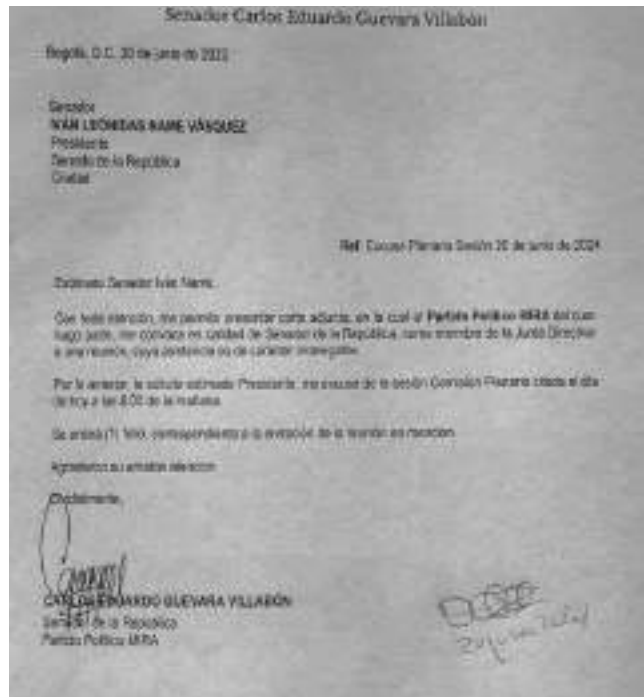 Senador Carlos Eduardo Guevara Villabón
Bogotá, D.C. 20 de junio de
Senador
IVÁN LEONIDAS NAME VÁSQUEZ
Presidente
Senado de la República
Ciudad
Ref. Excusa Plenaria Sesión 20 de junio de 2024
Estimado Senador Iván Name,
Con toda atención, me permito presentar carta adjunta, en la cual el Partido Político MIRA del cual
hago parte, me convoca en calidad de Senador de la República, como miembro de la Junta Directiva
a una reunión, cuya asistencia es de carácter
Por lo anterior, le solicito estimado Presidente, me excuse de la sesión Comisión Plenaria citada el día
de hoy a las 8:00 de la mañana.
Se anexa (1) folio, correspondiente a la invitación de la reunión en mención.
Agradezco su amable atención
Cordialmente,
CARLOS EDUARDO GUEVARA VILLABÓN
Senador de la República
Partido Político MIRA